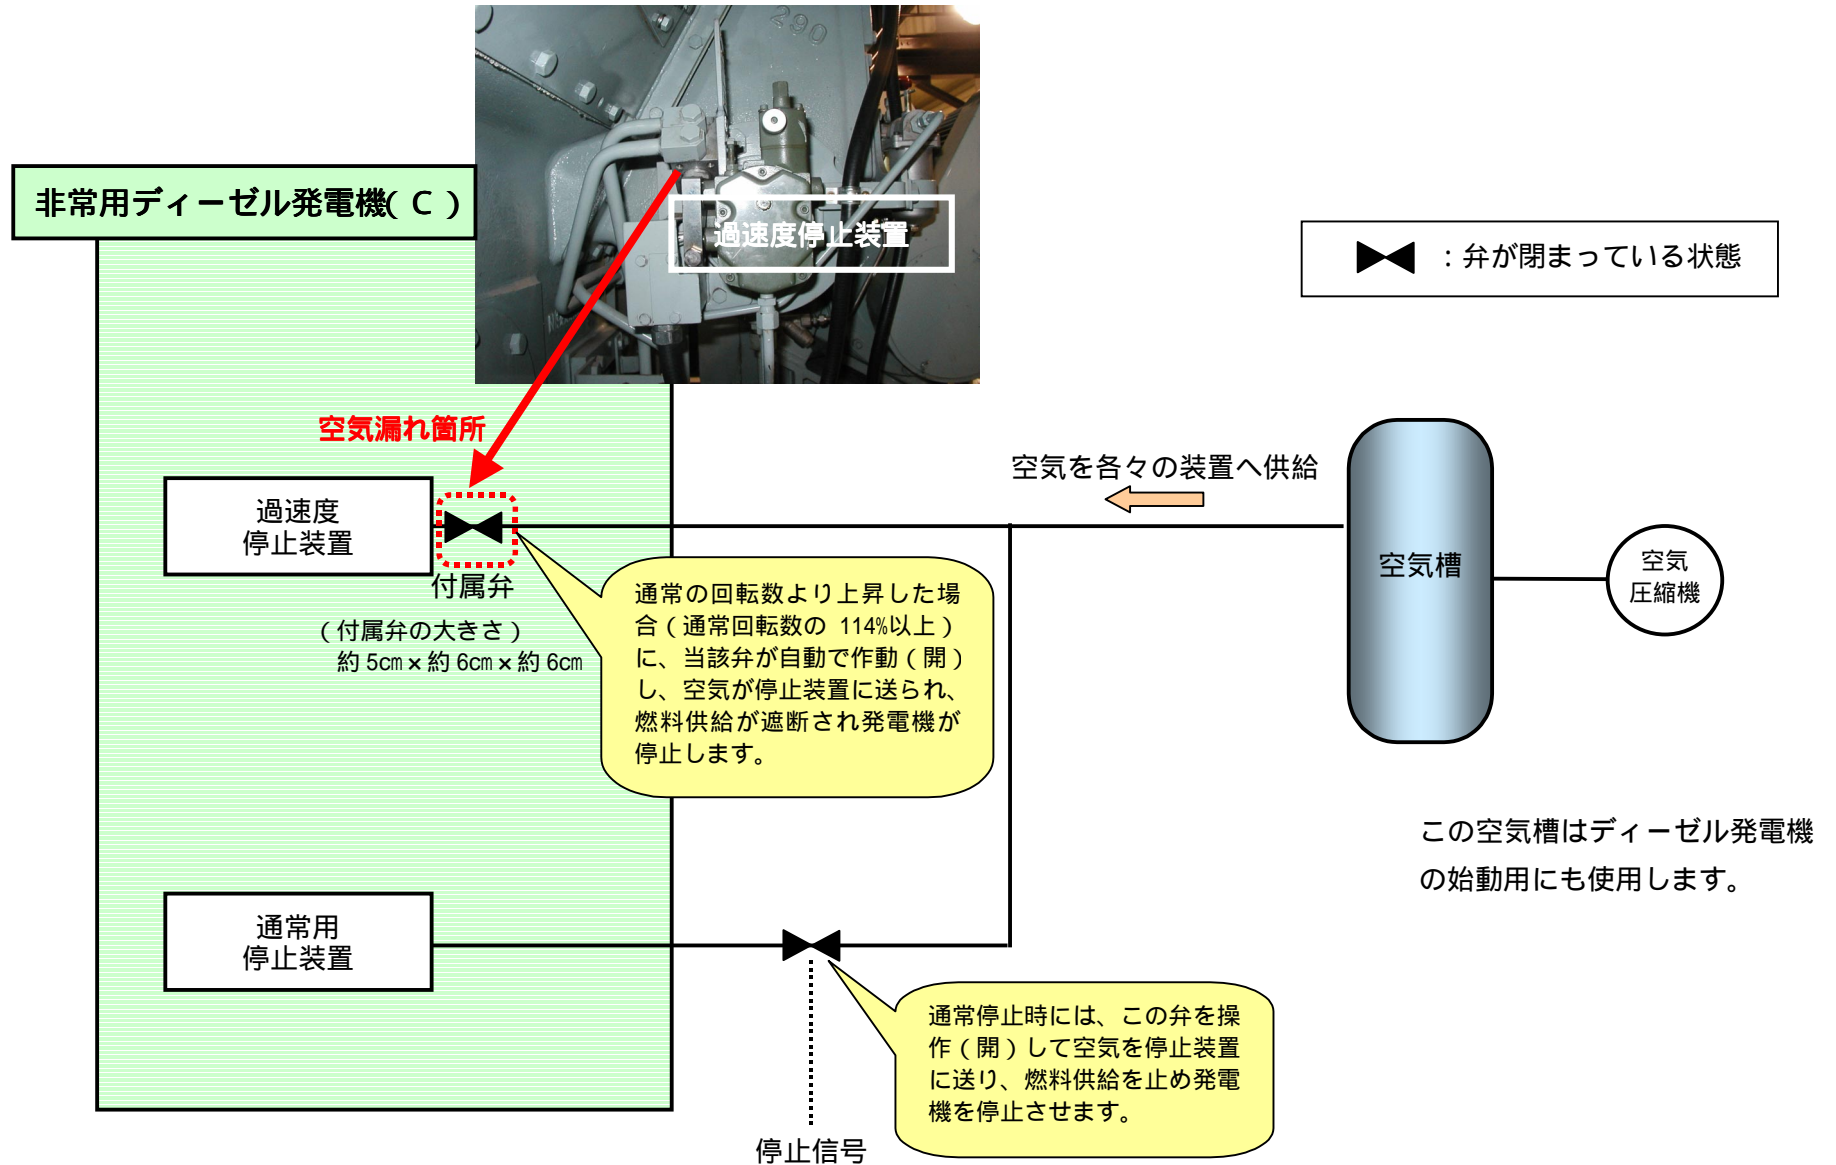 290
非常用ディーゼル発電機(C)
過速度停止装置
：弁が閉まっている状態
空気漏れ箇所
空気を各々の装置へ供給
過速度
停止装置
付属弁
（付属弁の大きさ）
約5㎝×約6㎝×約6㎝
通常の回転数より上昇した場
合（通常回転数の 114%以上）
に、当該弁が自動で作動（開）
し、空気が停止装置に送られ、
燃料供給が遮断され発電機が
停止します。
空気槽
空気
圧縮機
この空気槽はディーゼル発電機
の始動用にも使用します。
通常用
停止装置
通常停止時には、この弁を操
作（開）して空気を停止装置
に送り、燃料供給を止め発電
機を停止させます。
停止信号